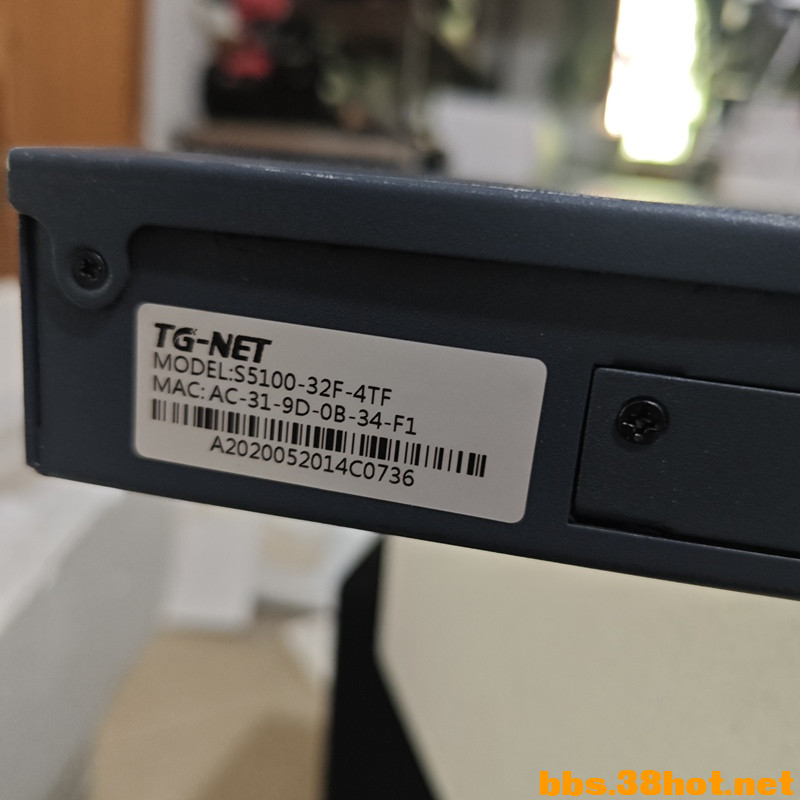 TG-NET
MODEL:S5100-32F-4TF
MAC: AC-31-9D-0B-34-F1
A2020052014C0736
bbs.38hot.net